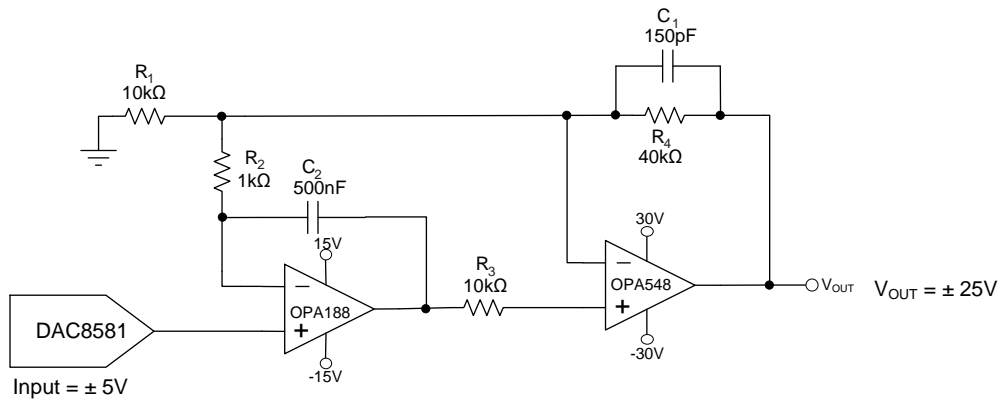 C1
150pF
R1
10kΩ
R4
40kΩ
R2
1kΩ
C2
500nF
15V
30V
R3
10kΩ
−
OPA188
+
−
OPA548
+
VOUT
VOUT = ± 25V
DAC8581
-15V
-30V
Input = ± 5V